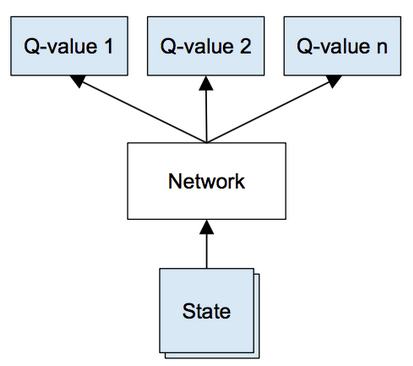 Q-value 1
Q-value 2
Q-value n
Network
State